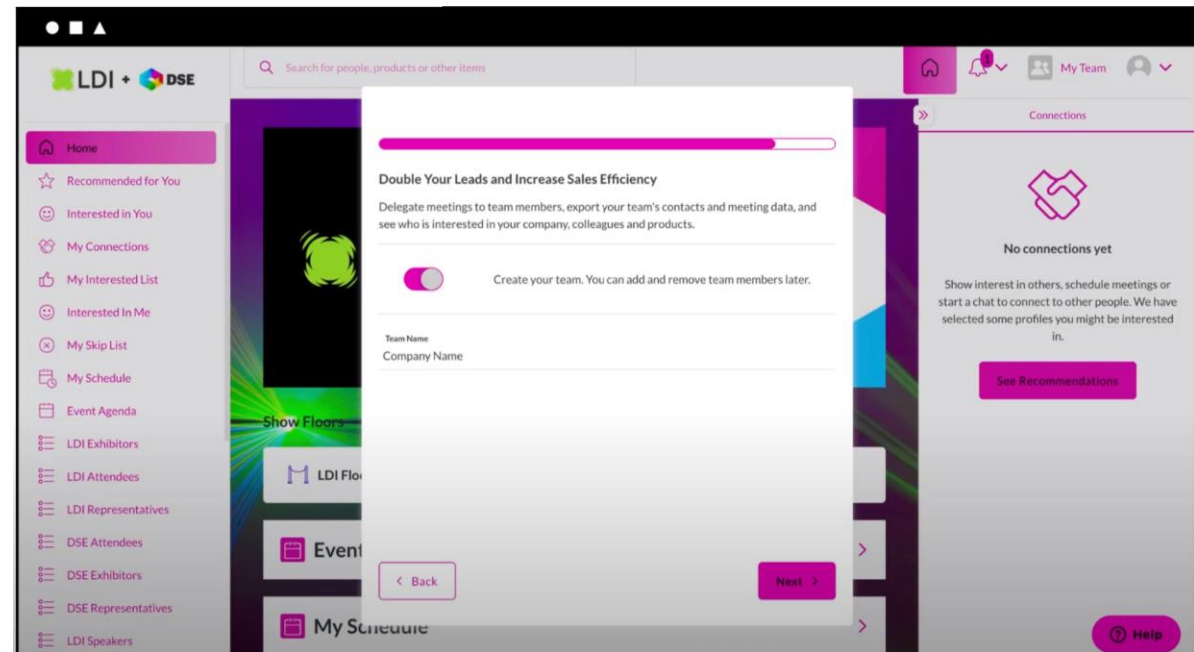 LDI + DSE
Search for people, products or other items
1
My Team
Home
Recommended for You
Interested in You
My Connections
My Interested List
Interested In Me
My Skip List
My Schedule
Event Agenda
LDI Exhibitors
LDI Attendees
LDI Representatives
DSE Attendees
DSE Exhibitors
DSE Representatives
LDI Speakers
Show Floors
LDI Flo
Event
My Schedule
Double Your Leads and Increase Sales Efficiency
Delegate meetings to team members, export your team's contacts and meeting data, and
see who is interested in your company, colleagues and products.
Create your team. You can add and remove team members later.
Team Name
Company Name
Back
Next
Connections
No connections yet
Show interest in others, schedule meetings or
start a chat to connect to other people. We have
selected some profiles you might be interested
in.
See Recommendations
Help